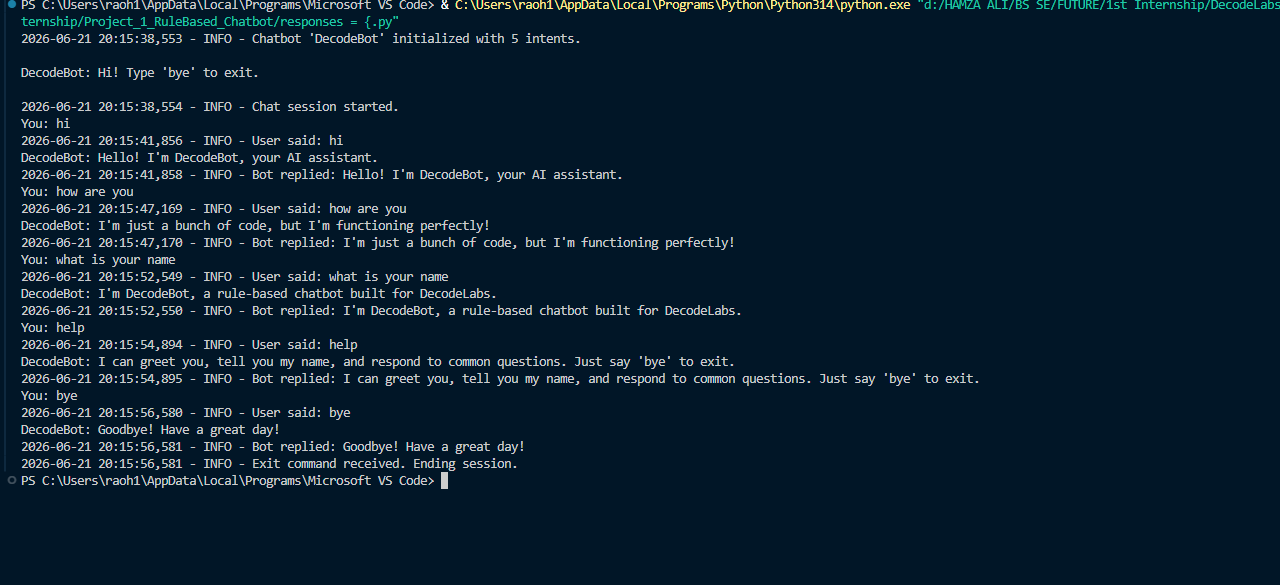 PS C:\Users\raoh1\AppData\Local\Programs\Microsoft VS Code> & C:\Users\raoh1\AppData\Local\Programs\Python\Python314\python.exe "d:/HAMZA ALI/BS SE/FUTURE/1st Internship/DecodeLabs
ternship/Project_1_RuleBased_Chatbot/responses = {.py"
2026-06-21 20:15:38,553 - INFO - Chatbot 'DecodeBot' initialized with 5 intents.
DecodeBot: Hi! Type 'bye' to exit.
2026-06-21 20:15:38,554 - INFO - Chat session started.
You: hi
2026-06-21 20:15:41,856 - INFO - User said: hi
DecodeBot: Hello! I'm DecodeBot, your AI assistant.
2026-06-21 20:15:41,858 - INFO - Bot replied: Hello! I'm DecodeBot, your AI assistant.
You: how are you
2026-06-21 20:15:47,169 - INFO - User said: how are you
DecodeBot: I'm just a bunch of code, but I'm functioning perfectly!
2026-06-21 20:15:47,170 - INFO - Bot replied: I'm just a bunch of code, but I'm functioning perfectly!
You: what is your name
2026-06-21 20:15:52,549 - INFO - User said: what is your name
DecodeBot: I'm DecodeBot, a rule-based chatbot built for DecodeLabs.
2026-06-21 20:15:52,550 - INFO - Bot replied: I'm DecodeBot, a rule-based chatbot built for DecodeLabs.
You: help
2026-06-21 20:15:54,894 - INFO - User said: help
DecodeBot: I can greet you, tell you my name, and respond to common questions. Just say 'bye' to exit.
2026-06-21 20:15:54,895 - INFO - Bot replied: I can greet you, tell you my name, and respond to common questions. Just say 'bye' to exit.
You: bye
2026-06-21 20:15:56,580 - INFO - User said: bye
DecodeBot: Goodbye! Have a great day!
2026-06-21 20:15:56,581 - INFO - Bot replied: Goodbye! Have a great day!
2026-06-21 20:15:56,581 - INFO - Exit command received. Ending session.
PS C:\Users\raoh1\AppData\Local\Programs\Microsoft VS Code>